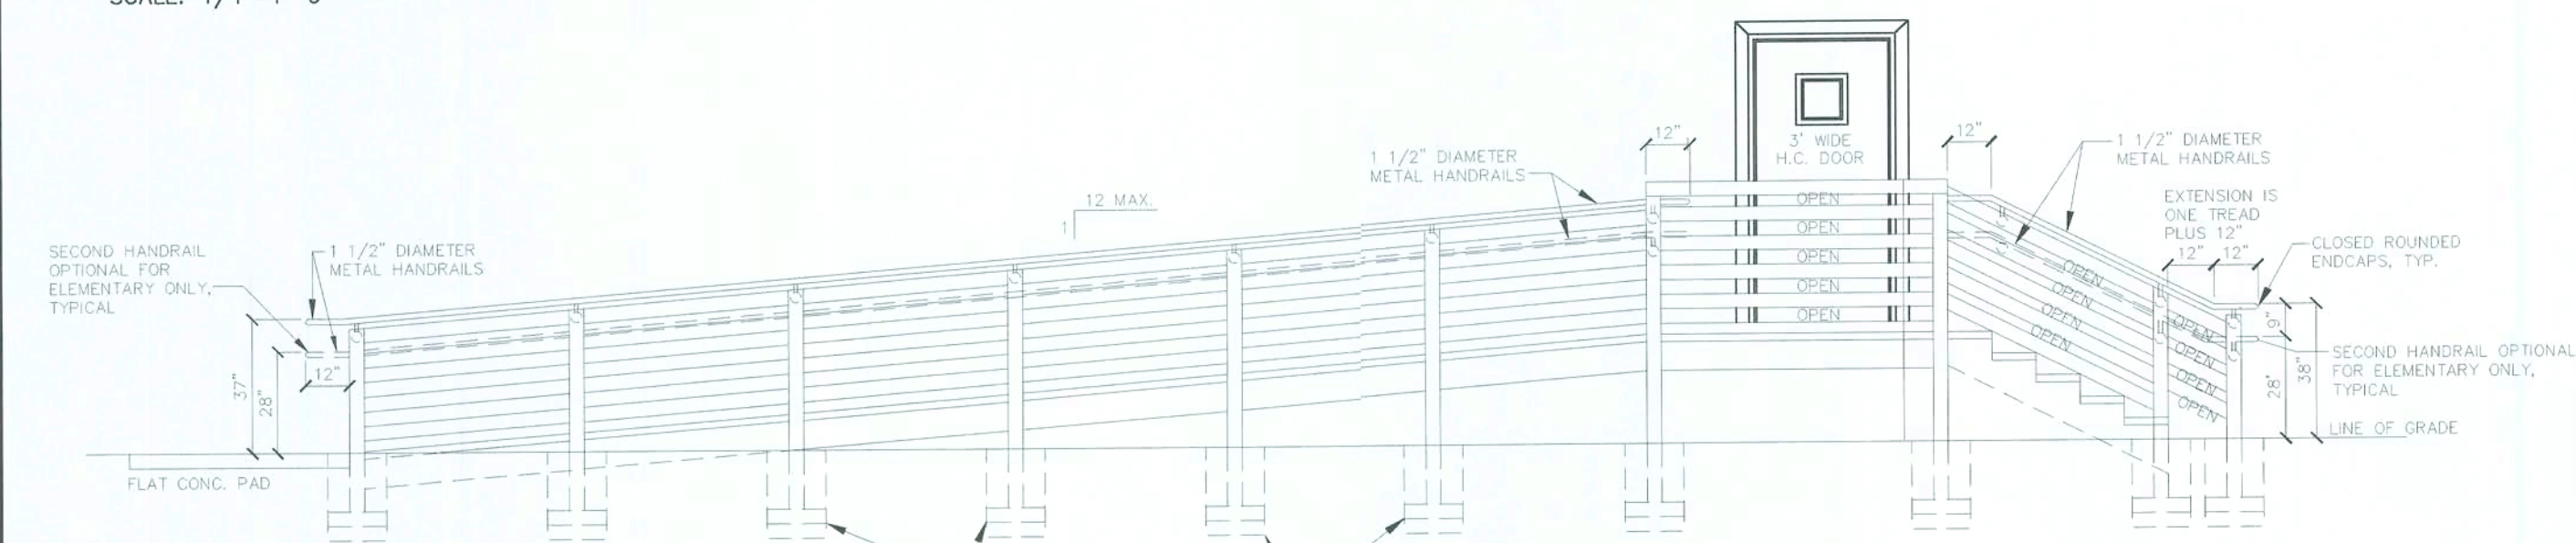 3' WIDE
H.C. DOOR
12"
12"
1 1/2" DIAMETER
METAL HANDRAILS
1 1/2" DIAMETER
METAL HANDRAILS
12 MAX.
1
EXTENSION IS
ONE TREAD
PLUS 12"
12"
12"
CLOSED ROUNDED
ENDCAPS, TYP.
SECOND HANDRAIL
OPTIONAL FOR
ELEMENTARY ONLY,
TYPICAL
1 1/2" DIAMETER
METAL HANDRAILS
OPEN
OPEN
OPEN
OPEN
OPEN
OPEN
OPEN
OPEN
OPEN
OPEN
OPEN
OPEN
OPEN
37"
28"
12"
9"
38"
28"
SECOND HANDRAIL OPTIONAL
FOR ELEMENTARY ONLY,
TYPICAL
LINE OF GRADE
FLAT CONC. PAD